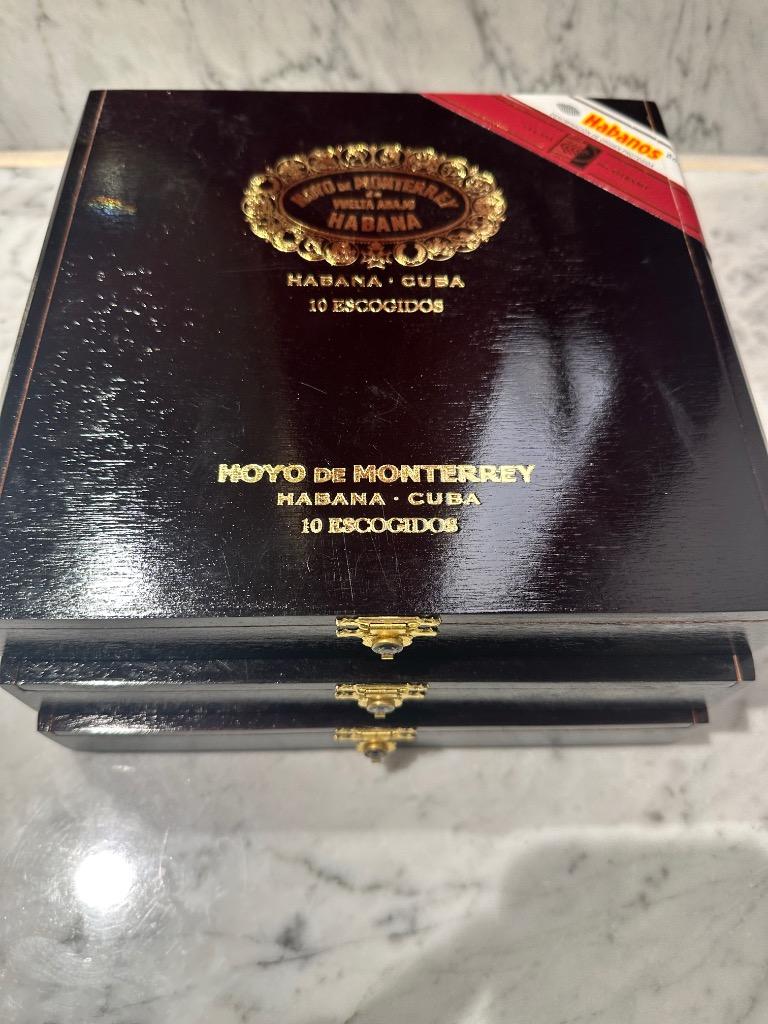 Habanos
HOYO DE MONTERREY
VUELTA ABAJO
HABANA
HABANA · CUBA
10 ESCOGIDOS
HOYO DE MONTERREY
HABANA · CUBA
10 ESCOGIDOS